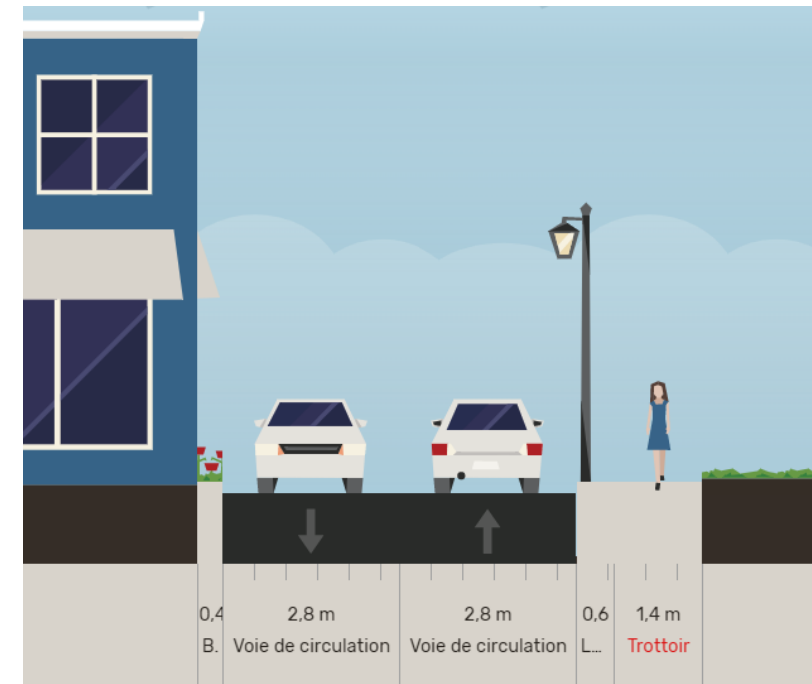 0,4 2,8 m 2,8 m 0,6 1,4 m
B. Voie de circulation Voie de circulation L... Trottoir